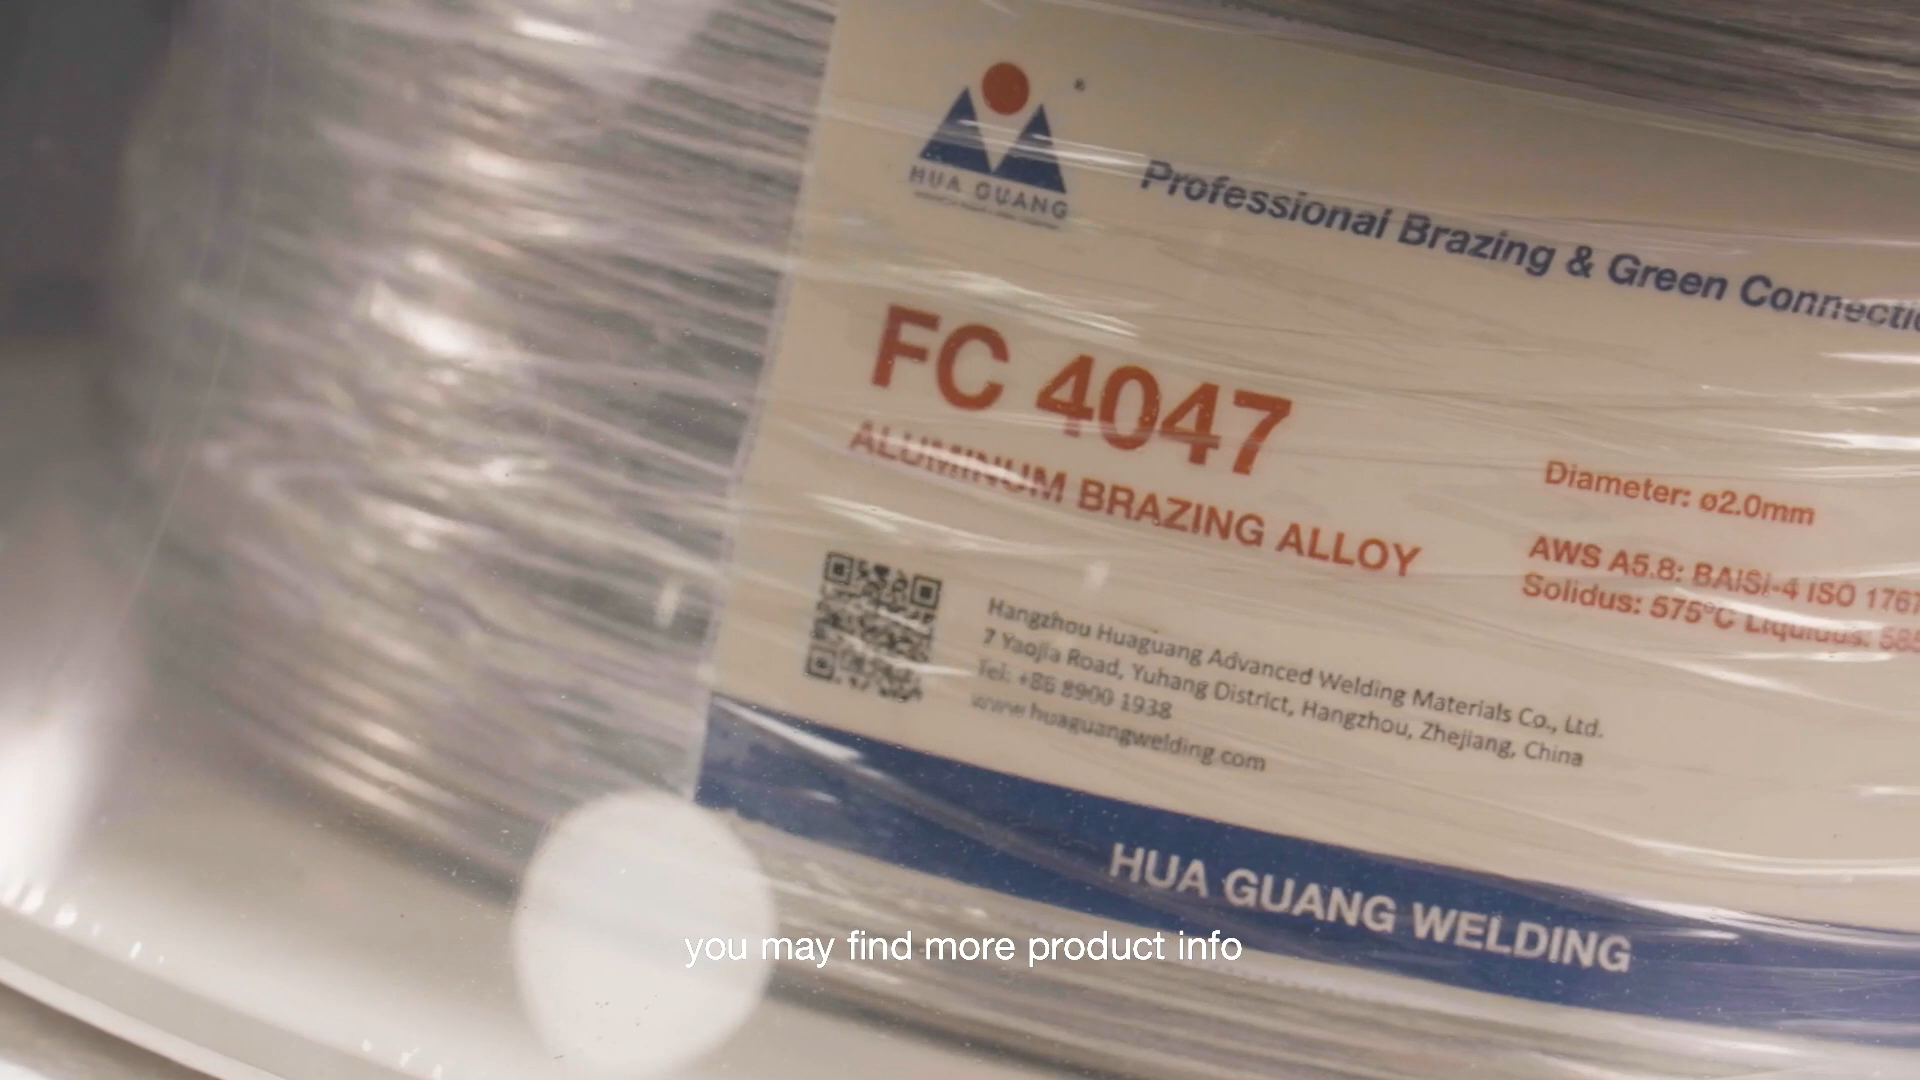 HUA GUANG
Professional Brazing & Green
FC 4047
ALUMINUM BRAZING ALLOY
Diameter: ø2.0mm
AWS A5.8: BAlSi-4 ISO
Solidus: 575°C Liquidus:
Hangzhou Huaguang Advanced Welding Materials Co., Ltd.
7 Yaojia Road, Yuhang District, Hangzhou, Zhejiang, China
Tel: +86 8900 1938
www.huaguangwelding.com
HUA GUANG WELDING
you may find more product info